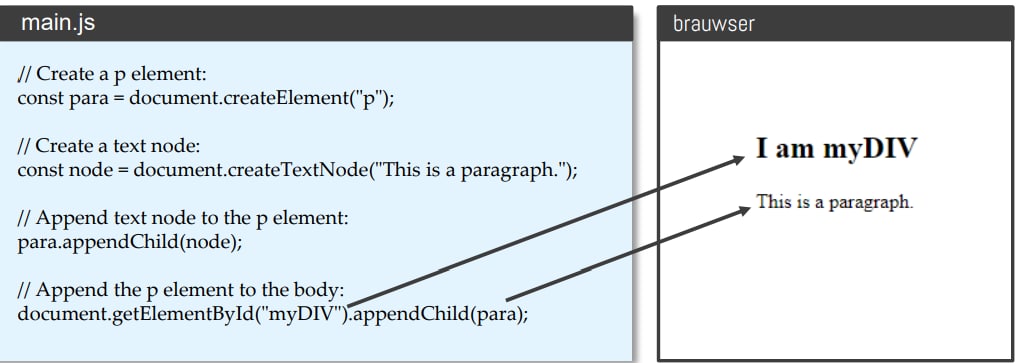 main.js
// Create a p element:
const para = document.createElement("p");
// Create a text node:
const node = document.createTextNode("This is a paragraph.");
// Append text node to the p element:
para.appendChild(node);
// Append the p element to the body:
document.getElementById("myDIV").appendChild(para);
brauwser
I am myDIV
This is a paragraph.